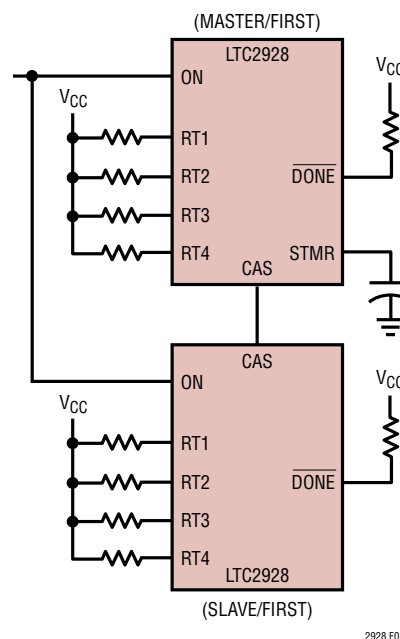 (MASTER/FIRST)
LTC2928
ON
VCC
VCC
RT1
RT2
RT3
RT4
DONE
STMR
CAS
CAS
ON
VCC
VCC
RT1
RT2
RT3
RT4
DONE
LTC2928
(SLAVE/FIRST)
2928 F0